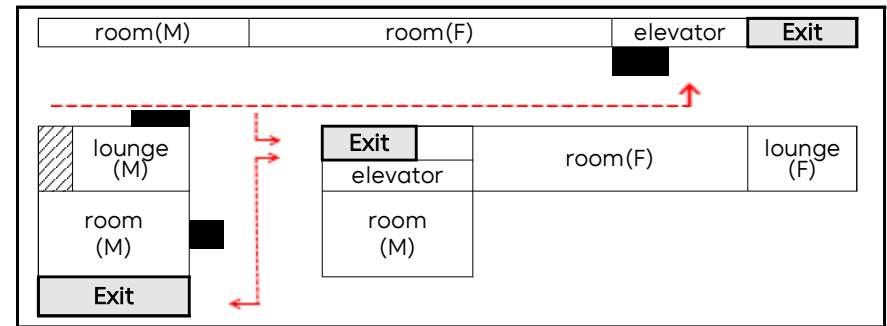 room(M)
room(F)
elevator
Exit
lounge
(M)
Exit
elevator
room(F)
lounge
(F)
room
(M)
room
(M)
Exit